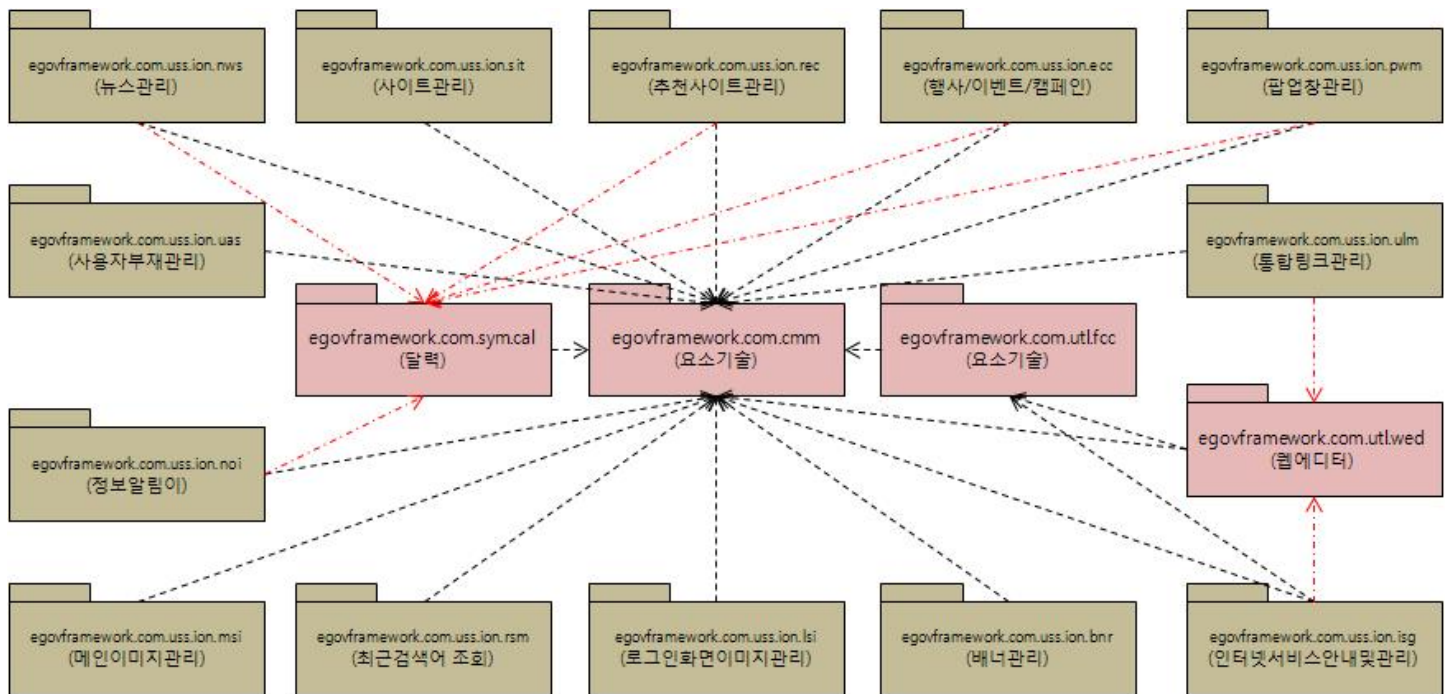 egovframework.com.uss.ion.nws
(뉴스관리)
egovframework.com.uss.ion.sit
(사이트관리)
egovframework.com.uss.ion.rec
(추천사이트관리)
egovframework.com.uss.ion.ecc
(행사/이벤트/캠페인)
egovframework.com.uss.ion.pwm
(팝업창관리)
egovframework.com.uss.ion.uas
(사용자부재관리)
egovframework.com.uss.ion.ulm
(통합링크관리)
egovframework.com.sym.cal
(달력)
egovframework.com.cmm
(요소기술)
egovframework.com.utl.fcc
(요소기술)
egovframework.com.uss.ion.noi
(정보알림이)
egovframework.com.utl.wed
(웹에디터)
egovframework.com.uss.ion.msi
(메인이미지관리)
egovframework.com.uss.ion.rsm
(최근검색어 조회)
egovframework.com.uss.ion.lsi
(로그인화면이미지관리)
egovframework.com.uss.ion.bnr
(배너관리)
egovframework.com.uss.ion.isg
(인터넷서비스안내및관리)